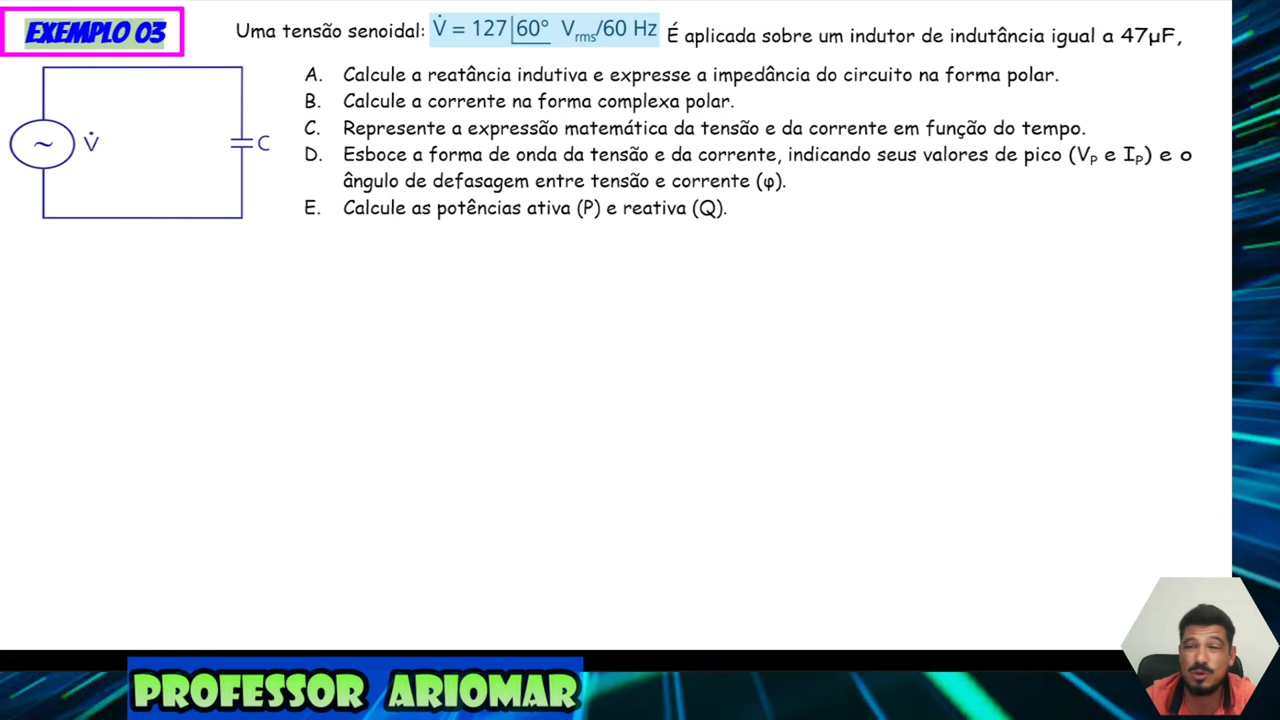 EXEMPLO 03
Uma tensão senoidal: V̇ = 127|60° Vrms/60 Hz É aplicada sobre um indutor de indutância igual a 47µF,
A. Calcule a reatância indutiva e expresse a impedância do circuito na forma polar.
B. Calcule a corrente na forma complexa polar.
C. Represente a expressão matemática da tensão e da corrente em função do tempo.
D. Esboce a forma de onda da tensão e da corrente, indicando seus valores de pico (VP e IP) e o
ângulo de defasagem entre tensão e corrente (φ).
E. Calcule as potências ativa (P) e reativa (Q).
~ V̇
C
PROFESSOR ARIOMAR